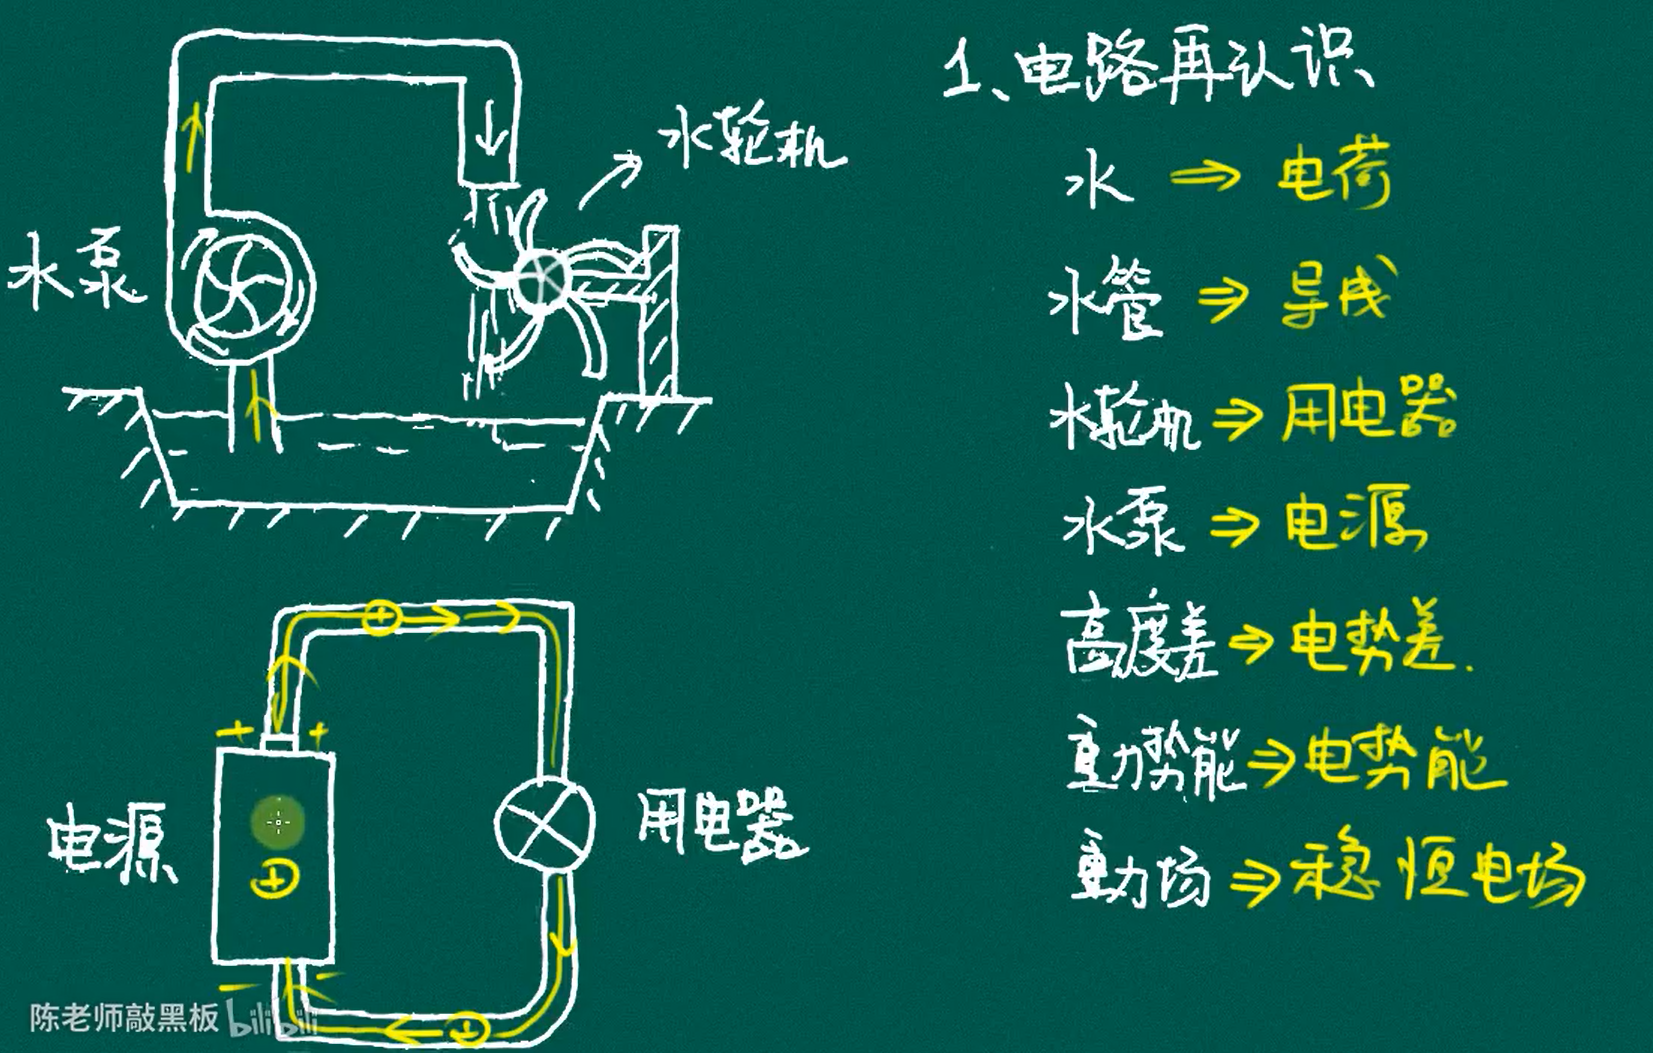 1、电路再认识
水轮机
水 ⇒ 电荷
水泵
水管 ⇒ 导线
水轮机 ⇒ 用电器
水泵 ⇒ 电源
高度差 ⇒ 电势差.
重力势能 ⇒ 电势能
重力场 ⇒ 稳恒电场
+ +
电源
用电器
- -
陈老师敲黑板 bilibili